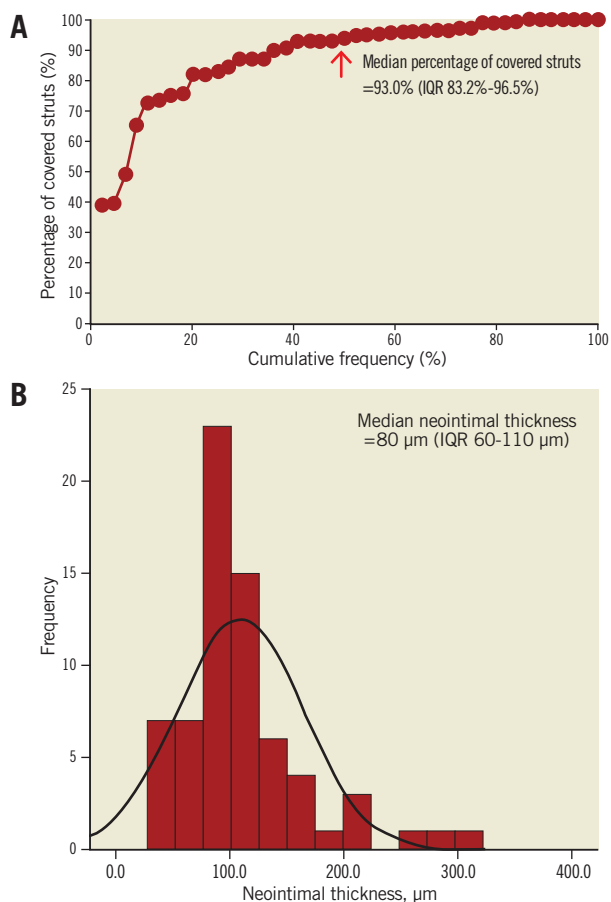 A
Percentage of covered struts (%)
100
90
80
70
60
50
40
30
20
10
0
Median percentage of covered struts
=93.0% (IQR 83.2%-96.5%)
0 20 40 60 80 100
Cumulative frequency (%)
B
Frequency
25
20
15
10
5
0
Median neointimal thickness
=80 µm (IQR 60-110 µm)
0.0 100.0 200.0 300.0 400.0
Neointimal thickness, µm